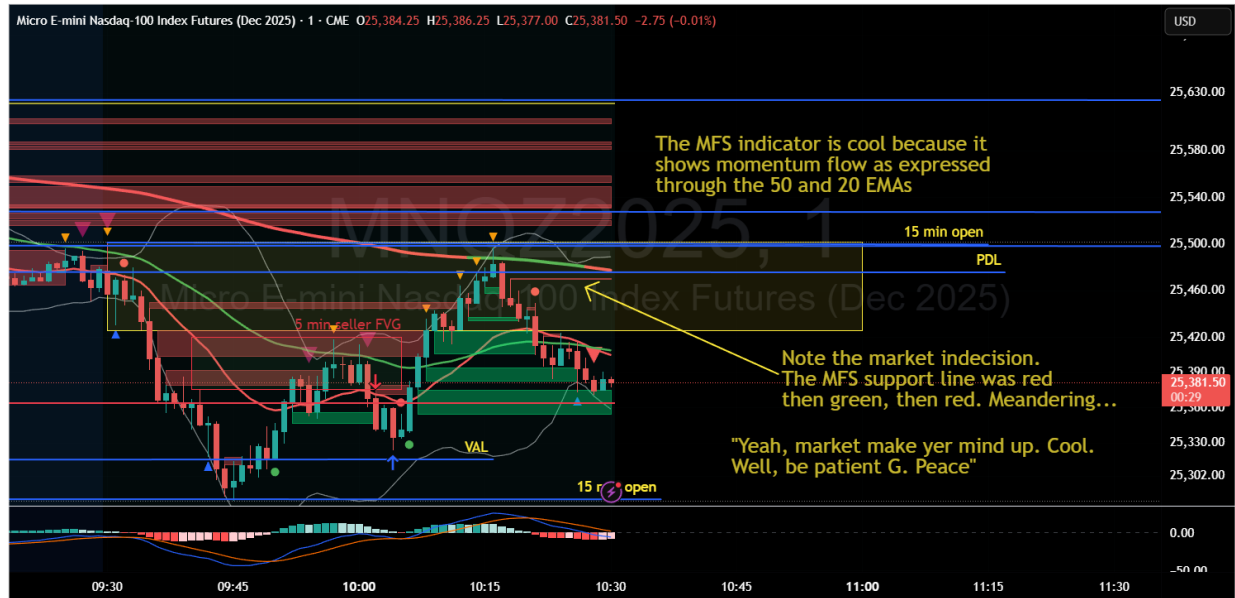 Micro E-mini Nasdaq-100 Index Futures (Dec 2025) · 1 · CME O25,384.25 H25,386.25 L25,377.00 C25,381.50 −2.75 (−0.01%)
USD
25,630.00
The MFS indicator is cool because it
shows momentum flow as expressed
through the 50 and 20 EMAs
25,580.00
25,540.00
MNQZ2025, 1
15 min open
25,500.00
PDL
Micro E-mini Nasdaq-100 Index Futures (Dec 2025)
25,460.00
5 min seller FVG
25,420.00
Note the market indecision.
The MFS support line was red
then green, then red. Meandering...
25,390.00
25,381.50
00:29
25,360.00
"Yeah, market make yer mind up. Cool.
Well, be patient G. Peace"
VAL
25,330.00
25,302.00
15 open
0.00
−50.00
09:30 09:45 10:00 10:15 10:30 10:45 11:00 11:15 11:30